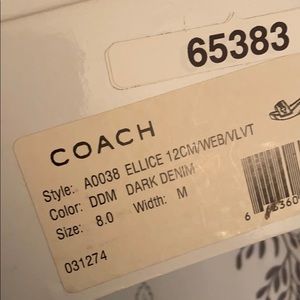 65383
COACH
Style: A0038 ELLICE 12CM/WEB/VLVT
Color: DDM DARK DENIM
Size: 8.0 Width: M
031274